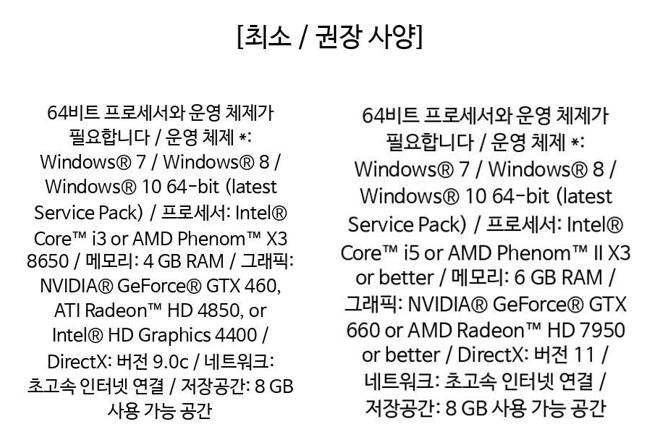 [최소 / 권장 사양]
64비트 프로세서와 운영 체제가
필요합니다 / 운영 체제 *:
Windows® 7 / Windows® 8 /
Windows® 10 64-bit (latest
Service Pack) / 프로세서: Intel®
Core™ i3 or AMD Phenom™ X3
8650 / 메모리: 4 GB RAM / 그래픽:
NVIDIA® GeForce® GTX 460,
ATI Radeon™ HD 4850, or
Intel® HD Graphics 4400 /
DirectX: 버전 9.0c / 네트워크:
초고속 인터넷 연결 / 저장공간: 8 GB
사용 가능 공간
64비트 프로세서와 운영 체제가
필요합니다 / 운영 체제 *:
Windows® 7 / Windows® 8 /
Windows® 10 64-bit (latest
Service Pack) / 프로세서: Intel®
Core™ i5 or AMD Phenom™ II X3
or better / 메모리: 6 GB RAM /
그래픽: NVIDIA® GeForce® GTX
660 or AMD Radeon™ HD 7950
or better / DirectX: 버전 11 /
네트워크: 초고속 인터넷 연결 /
저장공간: 8 GB 사용 가능 공간